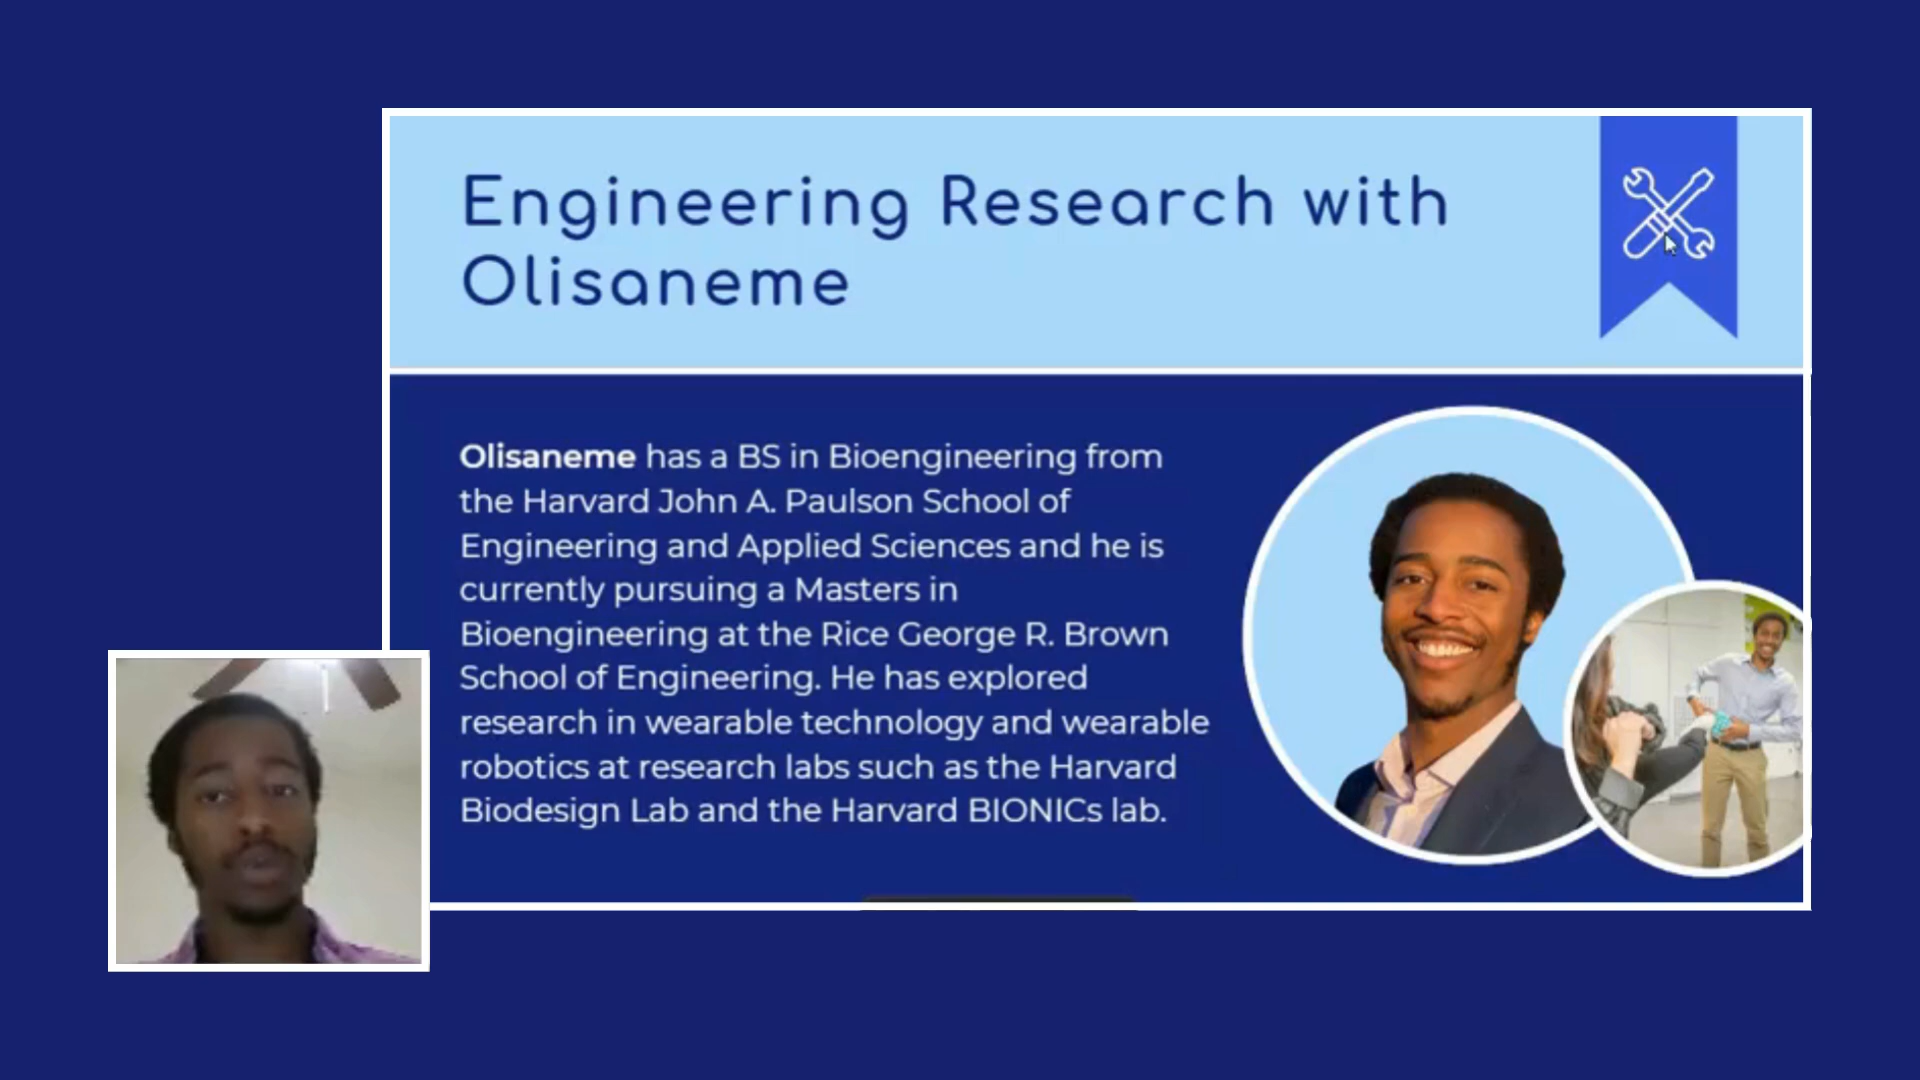 Engineering Research with
Olisaneme
Olisaneme has a BS in Bioengineering from
the Harvard John A. Paulson School of
Engineering and Applied Sciences and he is
currently pursuing a Masters in
Bioengineering at the Rice George R. Brown
School of Engineering. He has explored
research in wearable technology and wearable
robotics at research labs such as the Harvard
Biodesign Lab and the Harvard BIONICs lab.